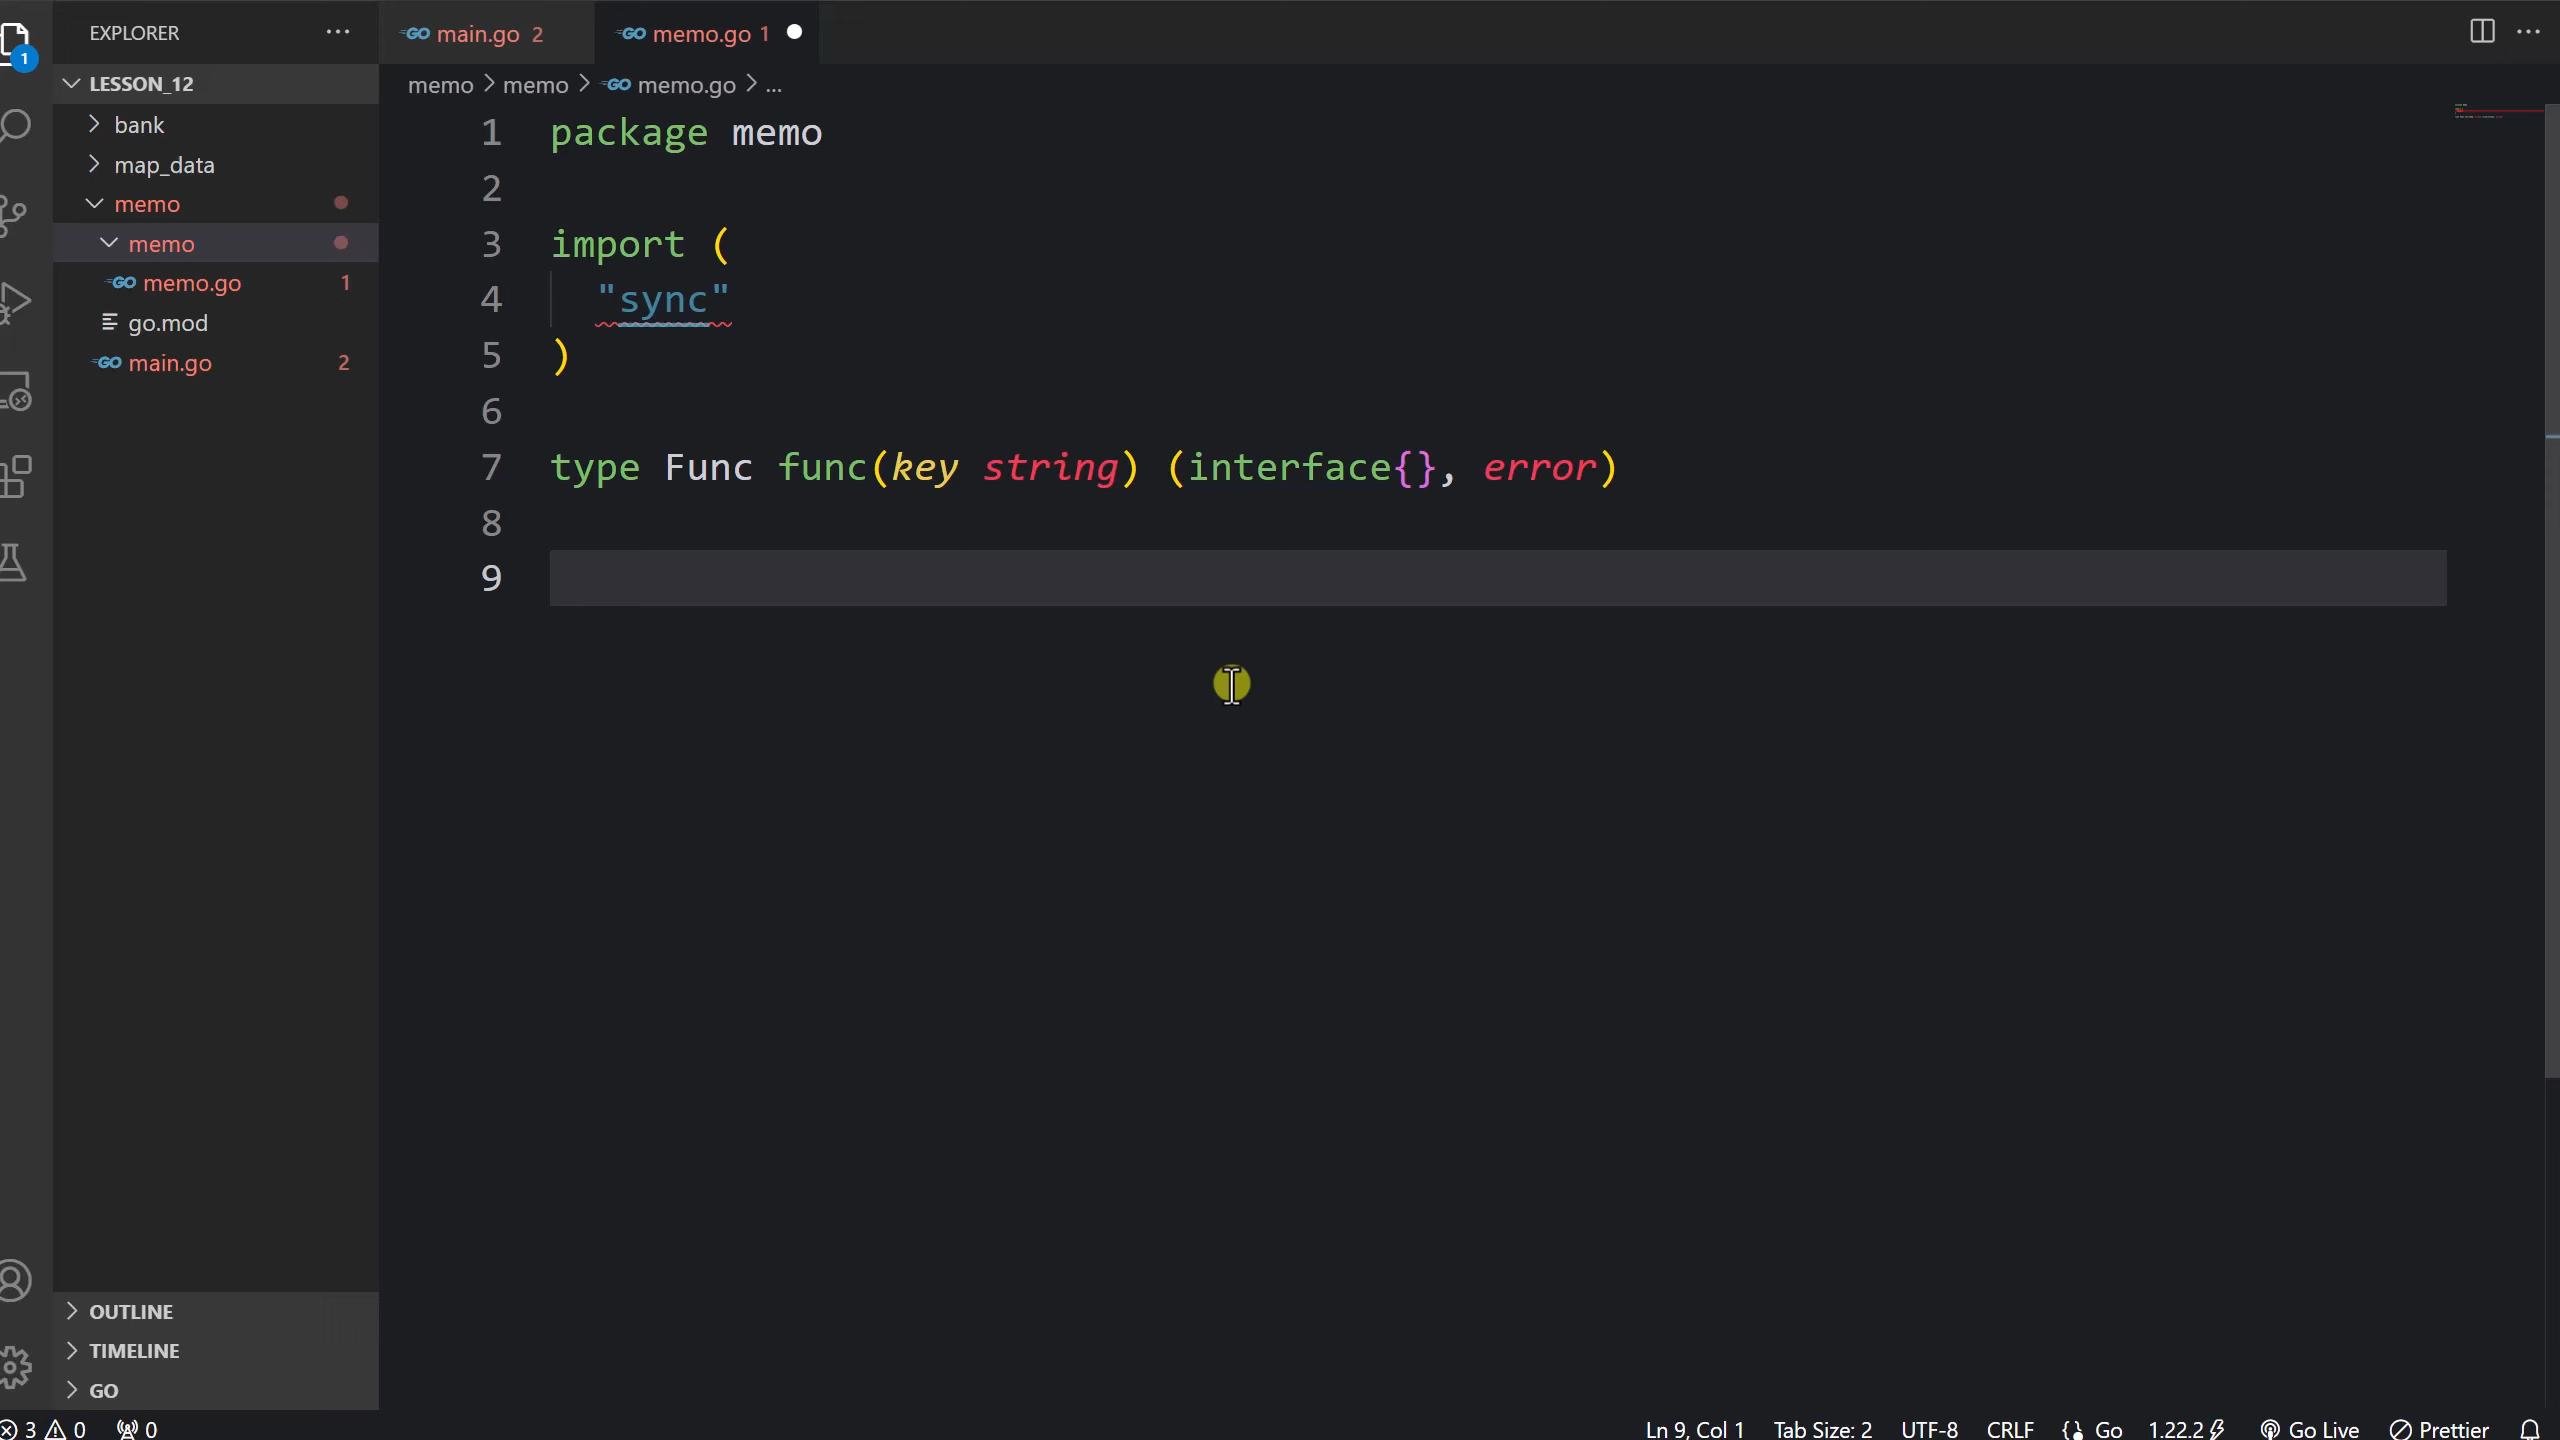 EXPLORER
1
LESSON_12
bank
map_data
memo
memo
memo.go 1
go.mod
main.go 2
OUTLINE
TIMELINE
GO
main.go 2
memo.go 1
memo > memo > memo.go > ...
1 package memo
2
3 import (
4 "sync"
5 )
6
7 type Func func(key string) (interface{}, error)
8
9
3 0 0
Ln 9, Col 1 Tab Size: 2 UTF-8 CRLF Go 1.22.2 Go Live Prettier